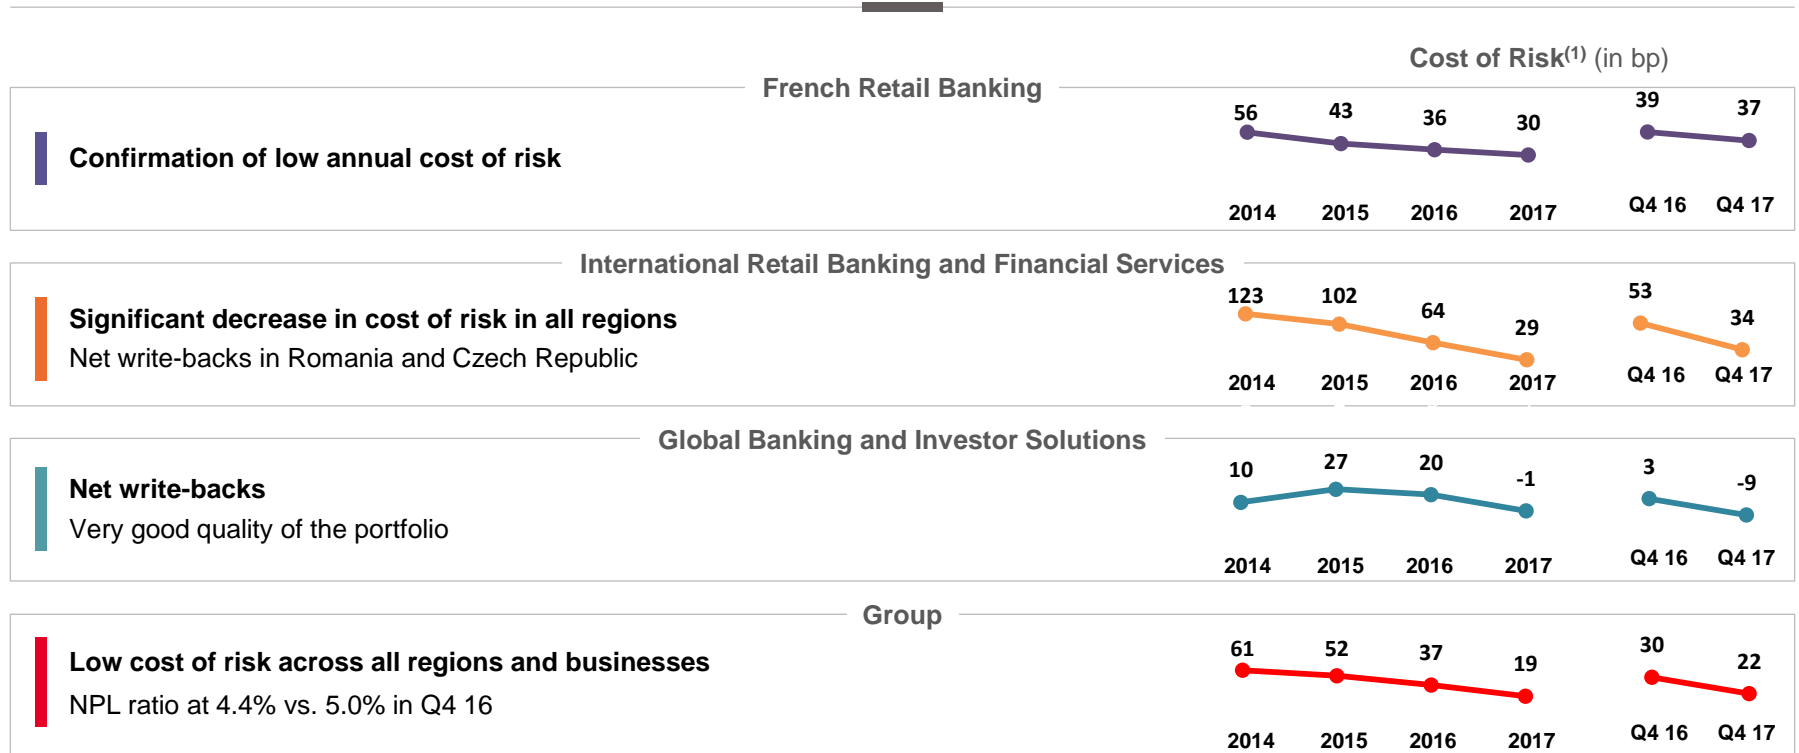 Cost of Risk(1) (in bp)
French Retail Banking
Confirmation of low annual cost of risk
56 43 36 30 39 37
2014 2015 2016 2017 Q4 16 Q4 17
International Retail Banking and Financial Services
Significant decrease in cost of risk in all regions
Net write-backs in Romania and Czech Republic
123 102 64 29 53 34
2014 2015 2016 2017 Q4 16 Q4 17
Global Banking and Investor Solutions
Net write-backs
Very good quality of the portfolio
10 27 20 -1 3 -9
2014 2015 2016 2017 Q4 16 Q4 17
Group
Low cost of risk across all regions and businesses
NPL ratio at 4.4% vs. 5.0% in Q4 16
61 52 37 19 30 22
2014 2015 2016 2017 Q4 16 Q4 17